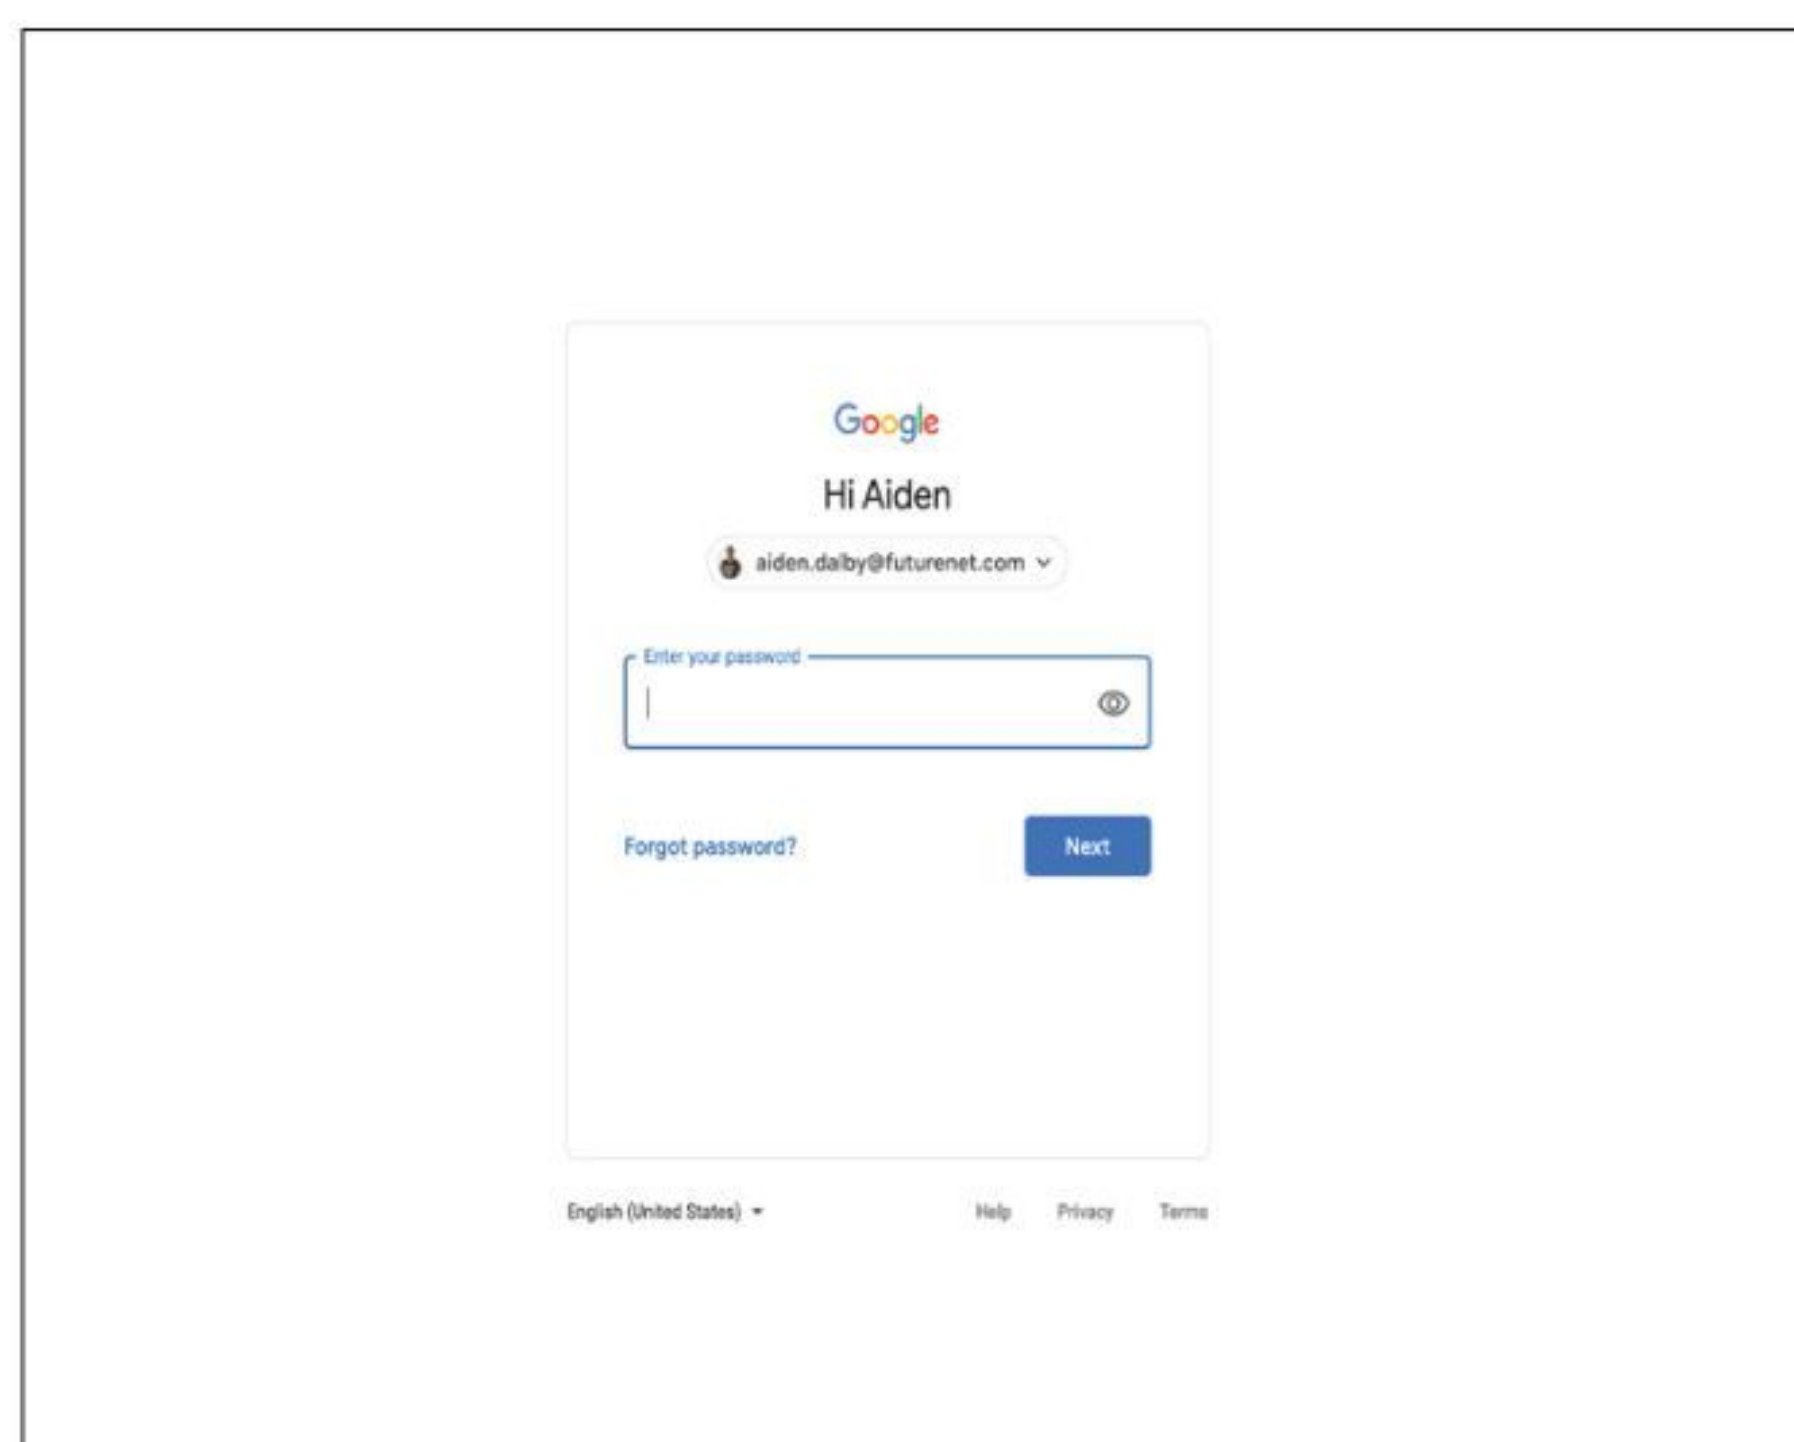 Google
Hi Aiden
aiden.dalby@futurenet.com
Enter your password
Forgot password?
Next
English (United States)
Help
Privacy
Terms